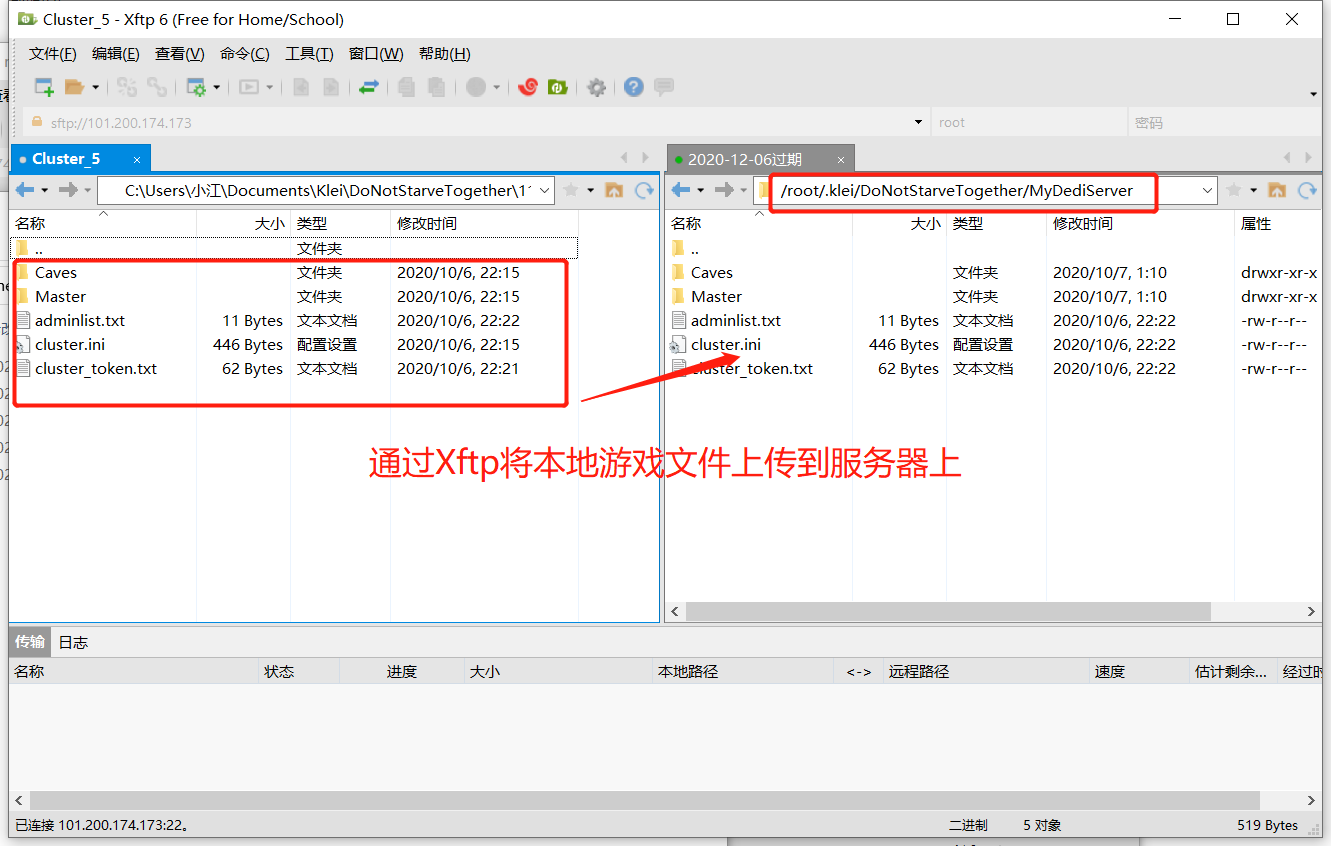 Cluster_5 - Xftp 6 (Free for Home/School)
文件(F) 编辑(E) 查看(V) 命令(C) 工具(T) 窗口(W) 帮助(H)
sftp://101.200.174.173 root 密码
Cluster_5 × 2020-12-06过期 ×
C:\Users\小江\Documents\Klei\DoNotStarveTogether\1 /root/.klei/DoNotStarveTogether/MyDediServer
名称 大小 类型 修改时间 名称 大小 类型 修改时间 属性
.. 文件夹 ..
Caves 文件夹 2020/10/6, 22:15 Caves 文件夹 2020/10/7, 1:10 drwxr-xr-x
Master 文件夹 2020/10/6, 22:15 Master 文件夹 2020/10/7, 1:10 drwxr-xr-x
adminlist.txt 11 Bytes 文本文档 2020/10/6, 22:22 adminlist.txt 11 Bytes 文本文档 2020/10/6, 22:22 -rw-r--r--
cluster.ini 446 Bytes 配置设置 2020/10/6, 22:15 cluster.ini 446 Bytes 配置设置 2020/10/6, 22:22 -rw-r--r--
cluster_token.txt 62 Bytes 文本文档 2020/10/6, 22:21 cluster_token.txt 62 Bytes 文本文档 2020/10/6, 22:22 -rw-r--r--
通过Xftp将本地游戏文件上传到服务器上
传输 日志
名称 状态 进度 大小 本地路径 <-> 远程路径 速度 估计剩余... 经过时
已连接 101.200.174.173:22。 二进制 5 对象 519 Bytes